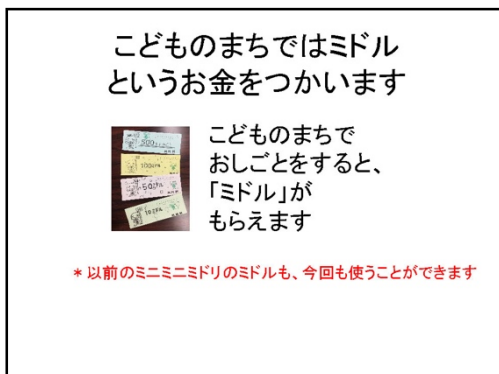 こどものまちではミドル
というお金をつかいます
こどものまちで
おしごとをすると、
「ミドル」が
もらえます
＊以前のミニミニミドリのミドルも、今回も使うことができます